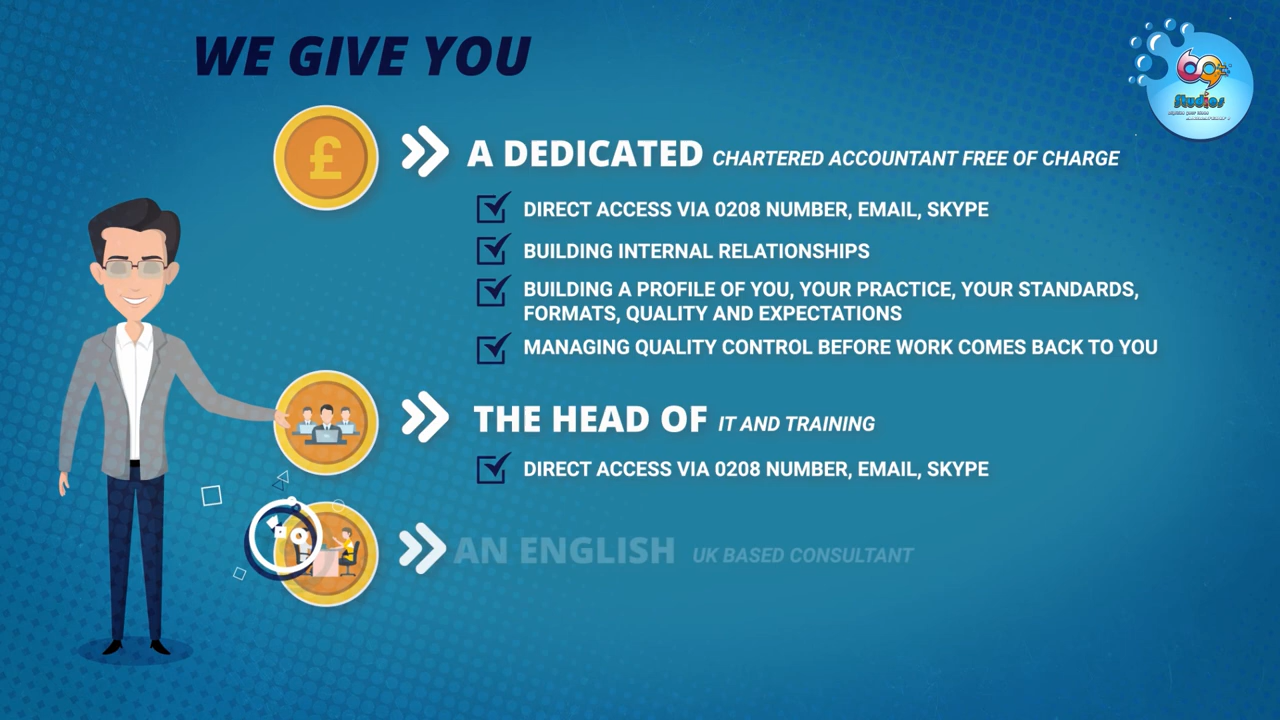 WE GIVE YOU
£
A DEDICATED CHARTERED ACCOUNTANT FREE OF CHARGE
DIRECT ACCESS VIA 0208 NUMBER, EMAIL, SKYPE
BUILDING INTERNAL RELATIONSHIPS
BUILDING A PROFILE OF YOU, YOUR PRACTICE, YOUR STANDARDS,
FORMATS, QUALITY AND EXPECTATIONS
MANAGING QUALITY CONTROL BEFORE WORK COMES BACK TO YOU
THE HEAD OF IT AND TRAINING
DIRECT ACCESS VIA 0208 NUMBER, EMAIL, SKYPE
AN ENGLISH UK BASED CONSULTANT
Studios